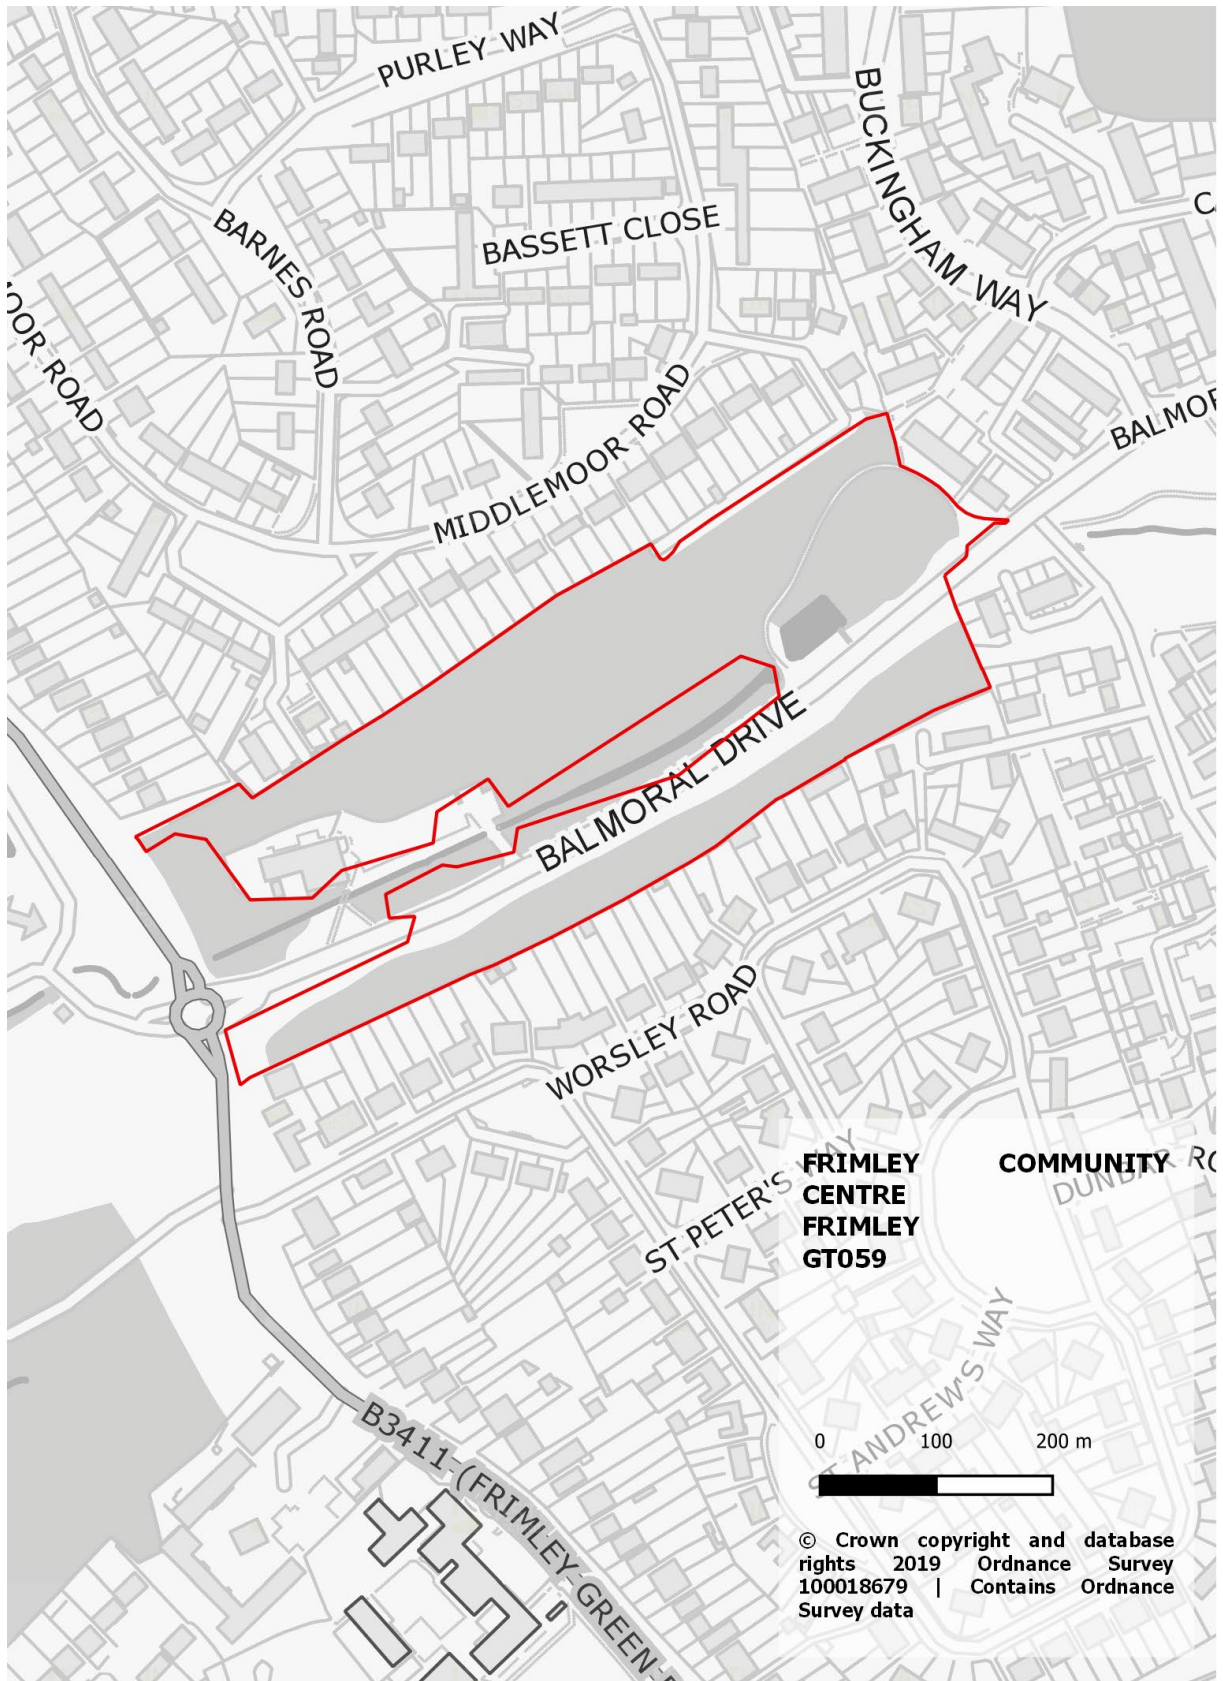 PURLEY WAY
BUCKINGHAM WAY
BARNES ROAD
BASSETT CLOSE
OOR ROAD
MIDDLEMOOR ROAD
BALMOR
BALMORAL DRIVE
WORSLEY ROAD
ST PETER'S WAY
DUNBAR RO
FRIMLEY COMMUNITY
CENTRE
FRIMLEY
GT059
ST ANDREW'S WAY
B3411 (FRIMLEY GREEN
0 100 200 m
© Crown copyright and database
rights 2019 Ordnance Survey
100018679 | Contains Ordnance
Survey data